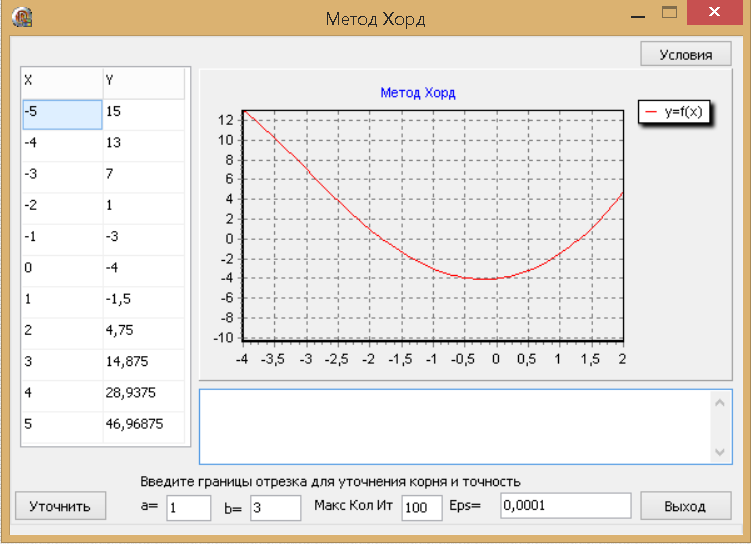 Метод Хорд
Условия
X Y
-5 15
-4 13
-3 7
-2 1
-1 -3
0 -4
1 -1,5
2 4,75
3 14,875
4 28,9375
5 46,96875
Метод Хорд
y=f(x)
12
10
8
6
4
2
0
-2
-4
-6
-8
-10
-4 -3,5 -3 -2,5 -2 -1,5 -1 -0,5 0 0,5 1 1,5 2
Введите границы отрезка для уточнения корня и точность
Уточнить a= 1 b= 3 Макс Кол Ит 100 Eps= 0,0001 Выход